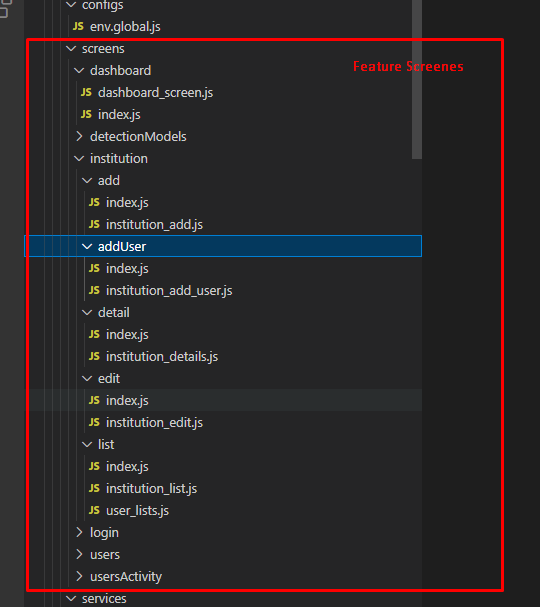 configs
JS env.global.js
screens
dashboard Feature Screenes
JS dashboard_screen.js
JS index.js
detectionModels
institution
add
JS index.js
JS institution_add.js
addUser
JS index.js
JS institution_add_user.js
detail
JS index.js
JS institution_details.js
edit
JS index.js
JS institution_edit.js
list
JS index.js
JS institution_list.js
JS user_lists.js
login
users
usersActivity
services